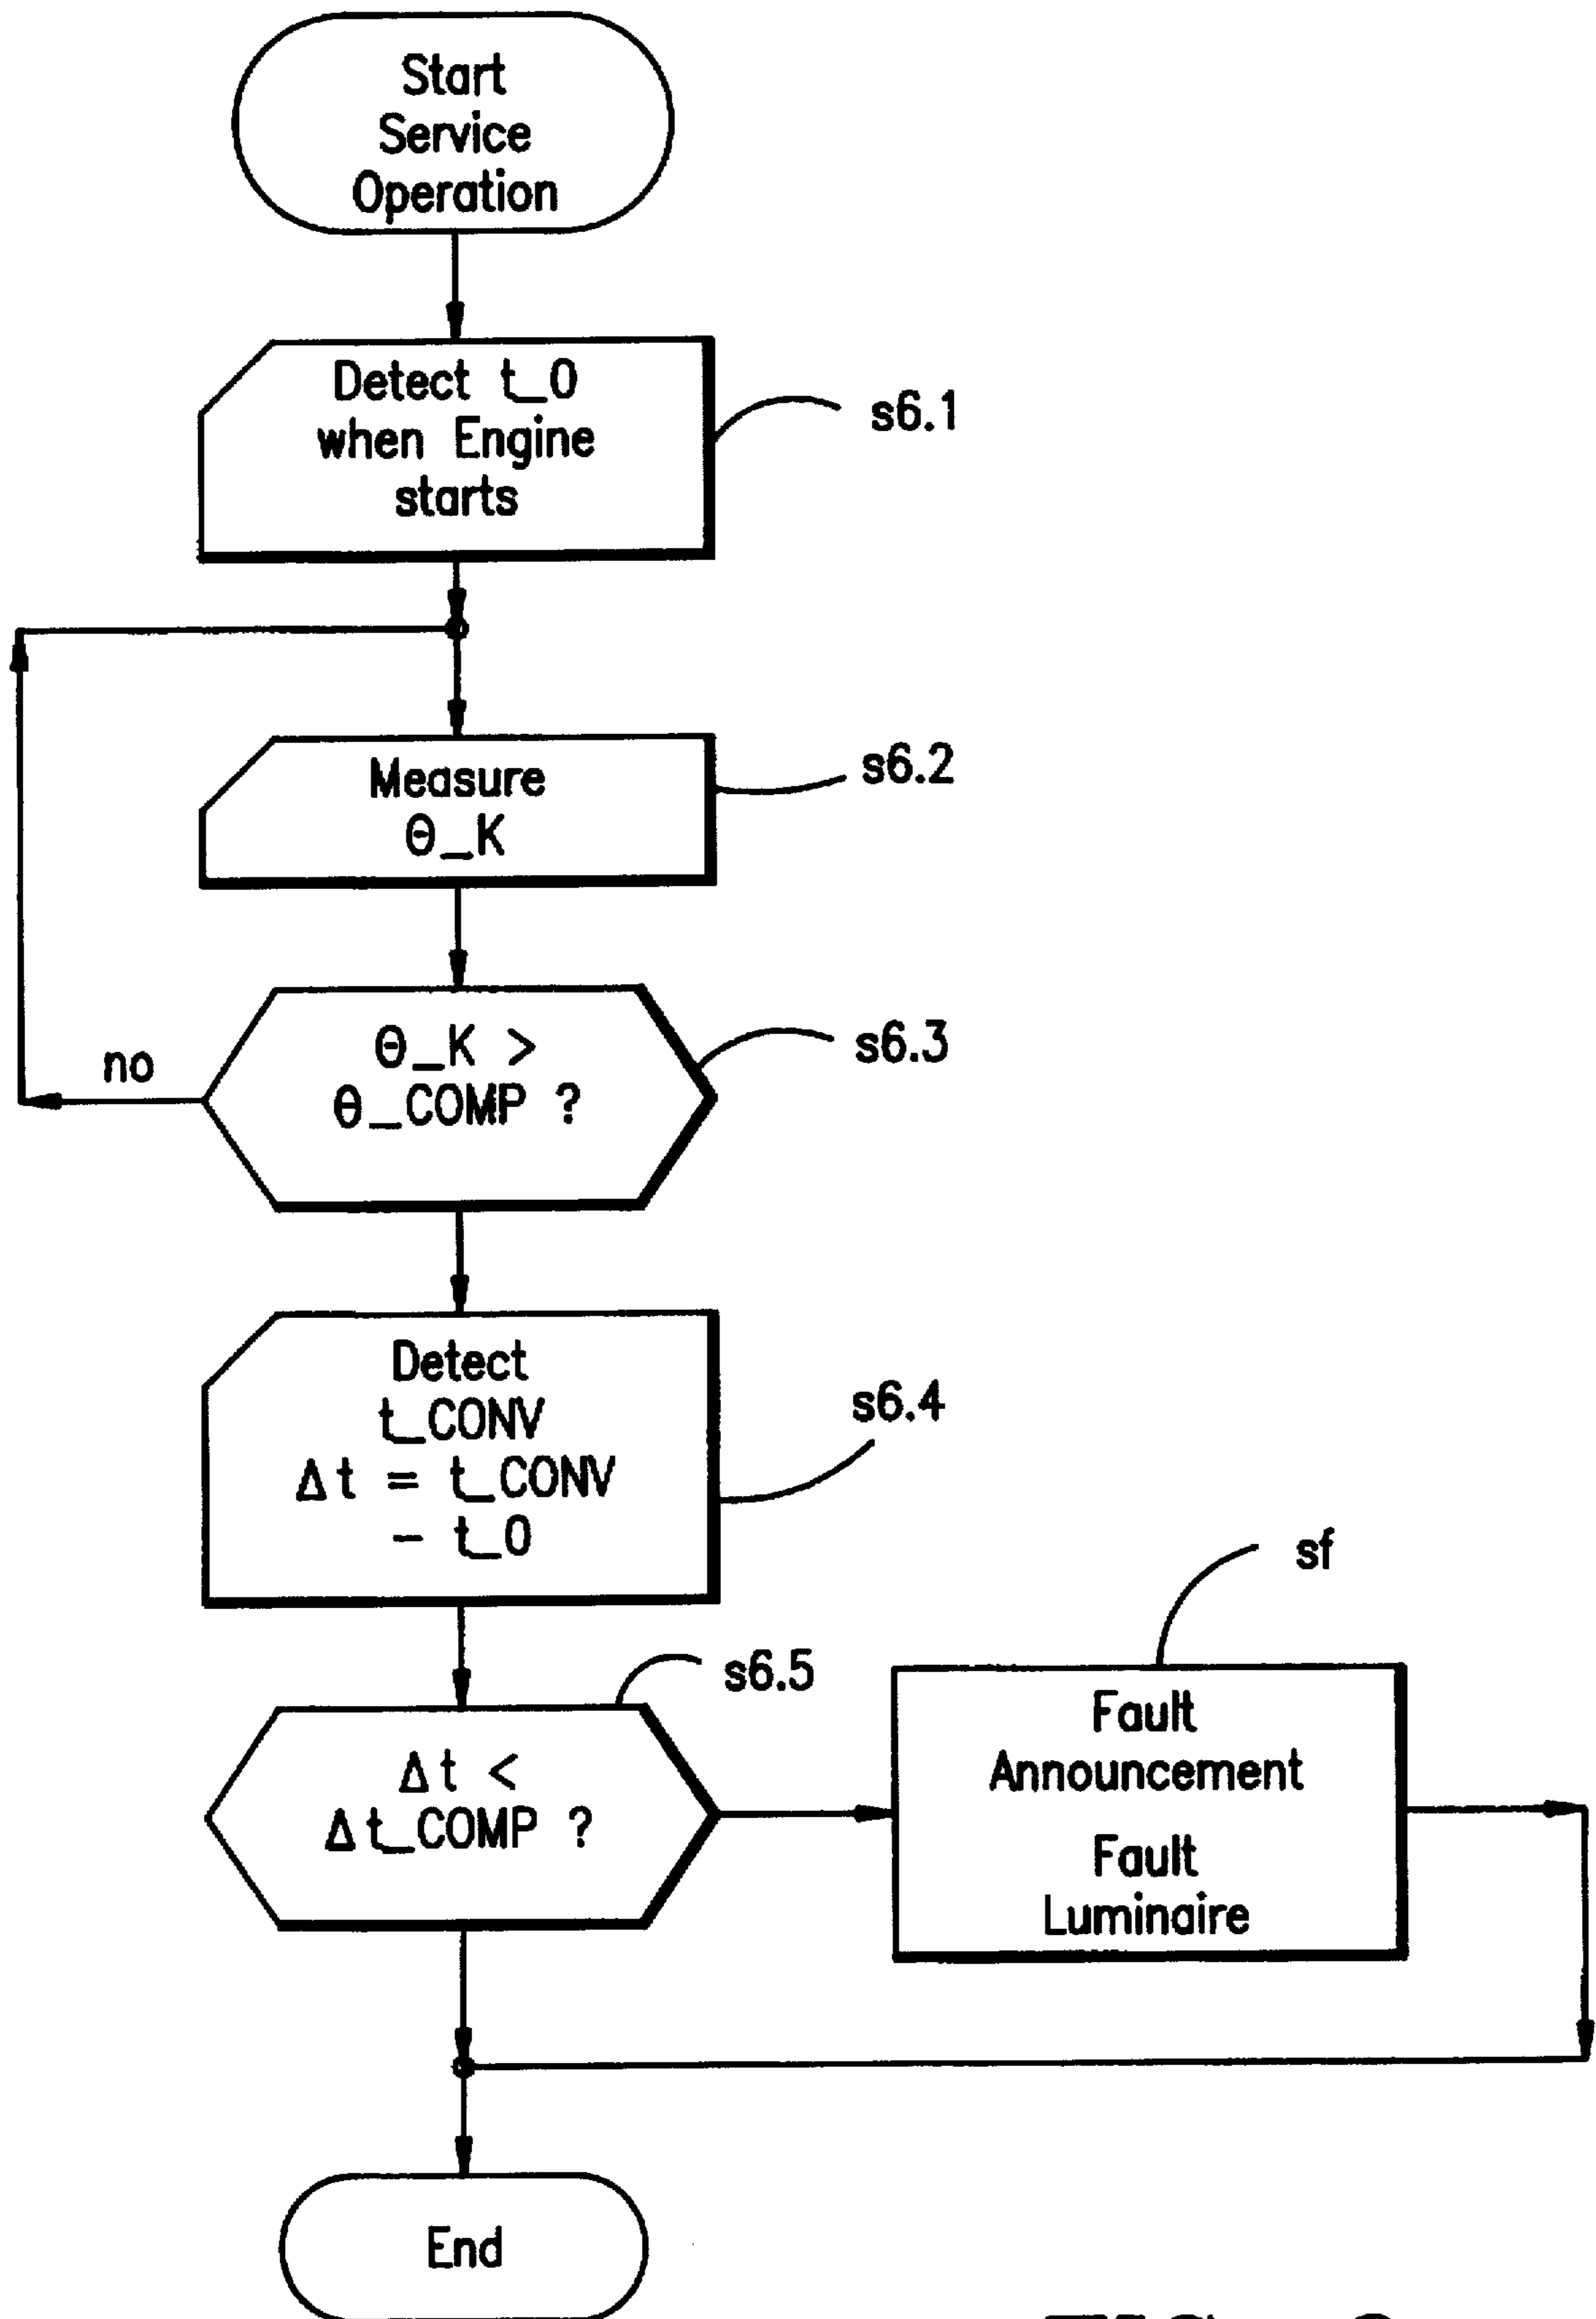 Start
Service
Operation
Detect t_0
when Engine
starts
s6.1
Measure
Θ_K
s6.2
Θ_K >
θ_COMP ?
s6.3
no
Detect
t_CONV
Δt = t_CONV
- t_0
s6.4
Δt <
Δt_COMP ?
s6.5
Fault
Announcement
Fault
Luminaire
sf
End